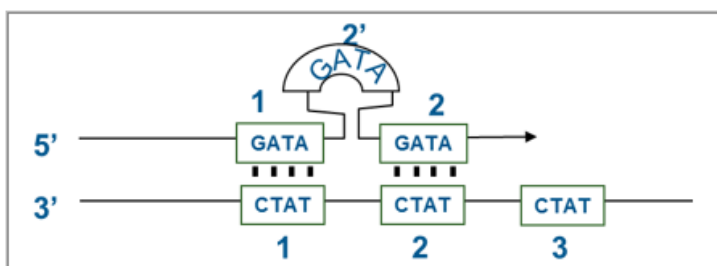 2'
GATA
1 2
5' GATA GATA
3' CTAT CTAT CTAT
1 2 3